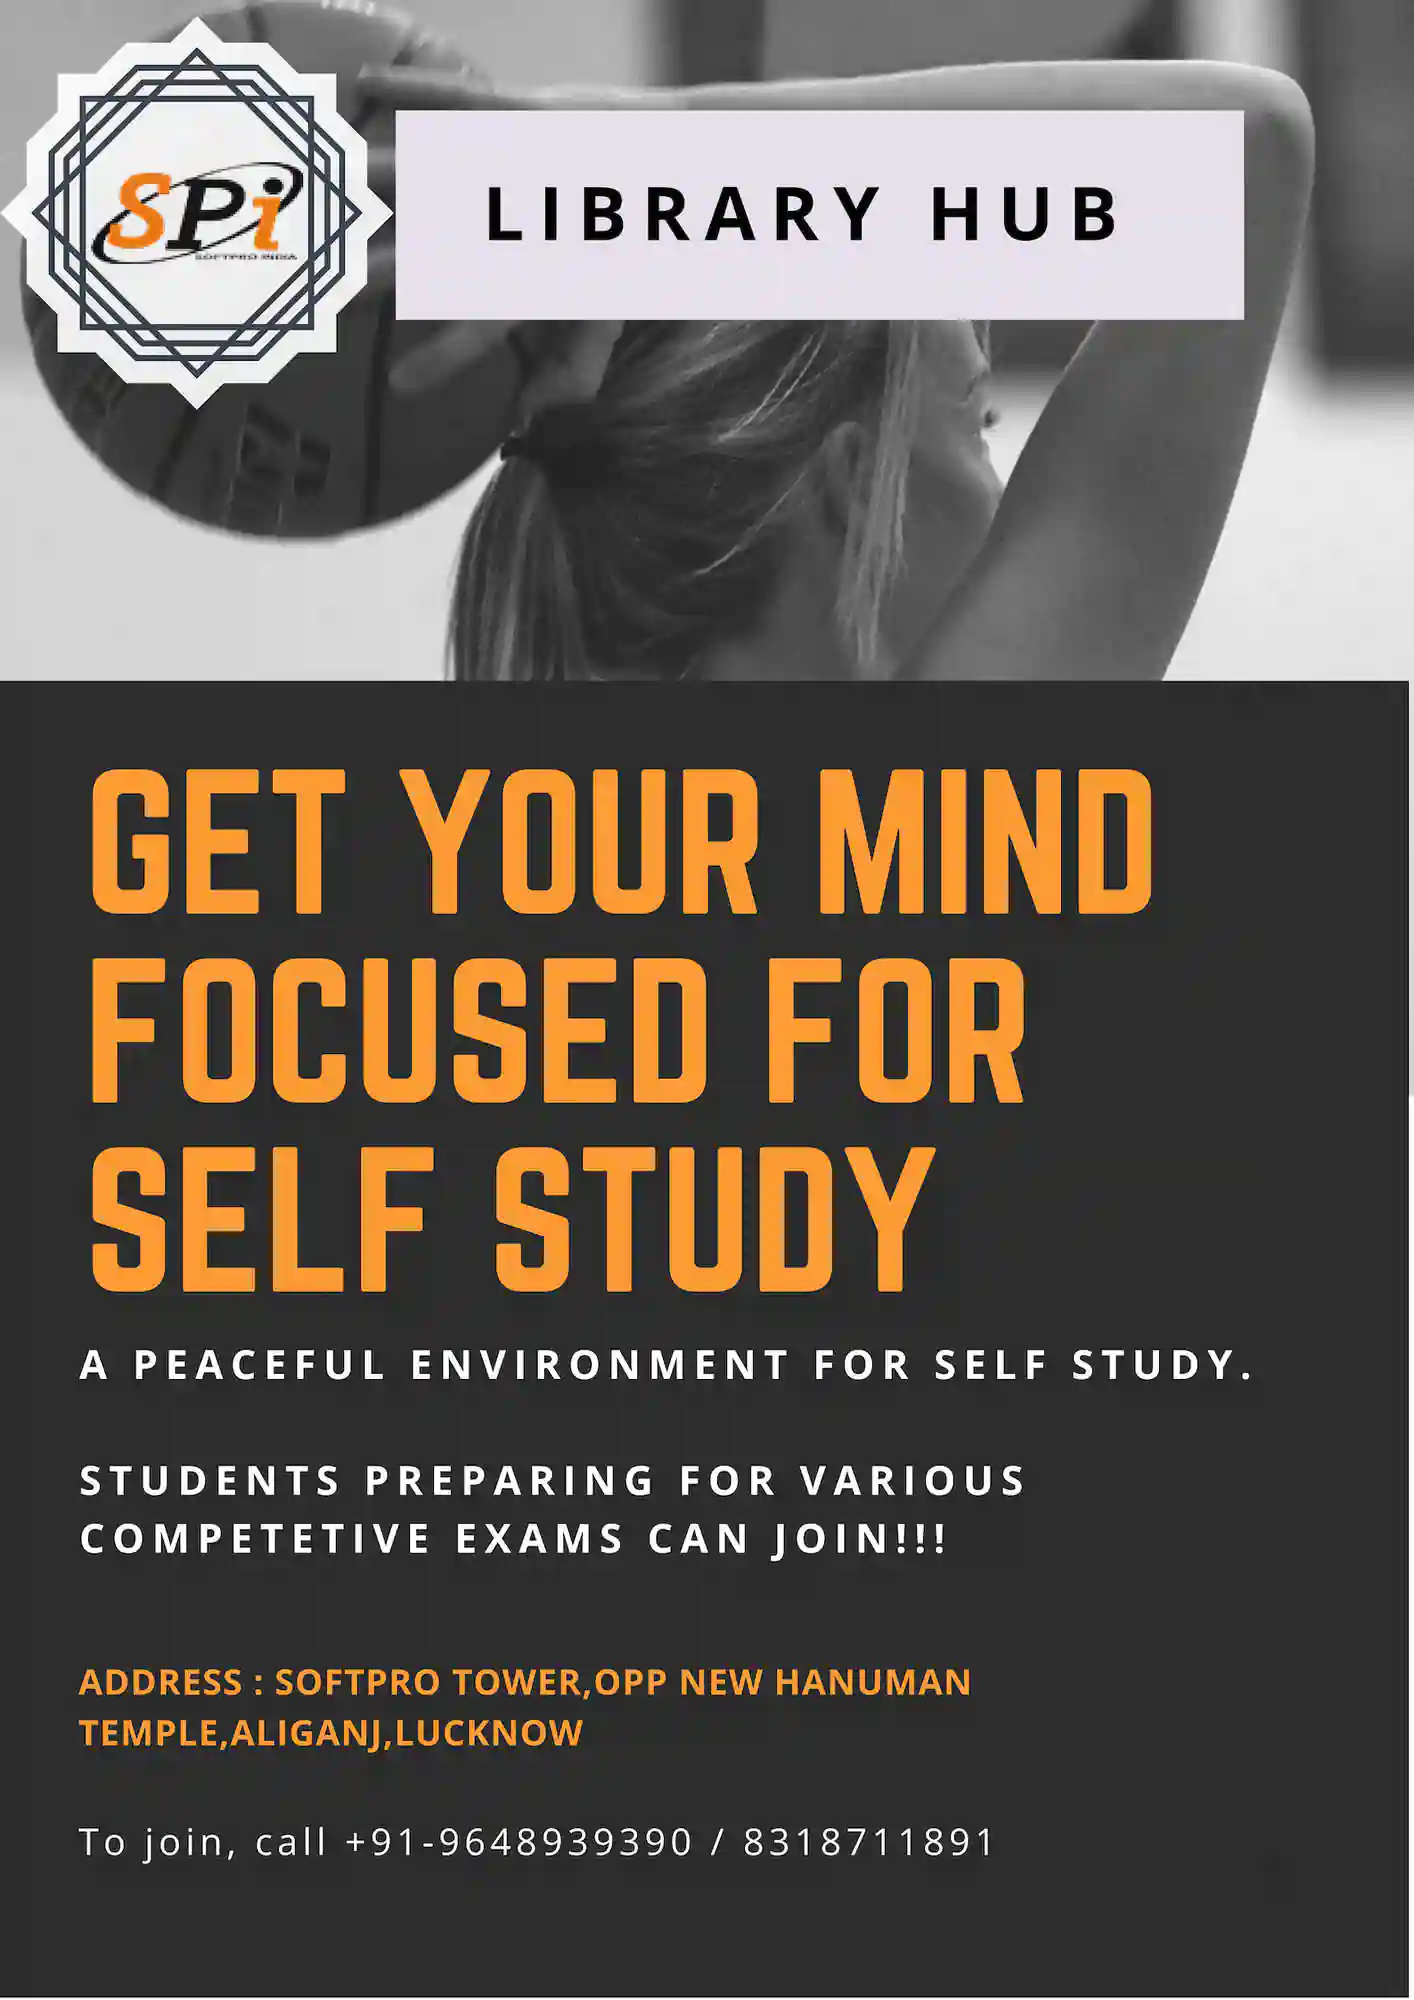 SPi
SOFTPRO INDIA
LIBRARY HUB
GET YOUR MIND
FOCUSED FOR
SELF STUDY
A PEACEFUL ENVIRONMENT FOR SELF STUDY.
STUDENTS PREPARING FOR VARIOUS
COMPETETIVE EXAMS CAN JOIN!!!
ADDRESS : SOFTPRO TOWER,OPP NEW HANUMAN
TEMPLE,ALIGANJ,LUCKNOW
To join, call +91-9648939390 / 8318711891